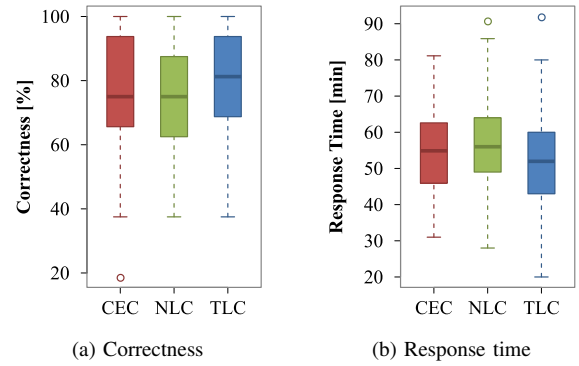 Correctness [%]
100
80
60
40
20
CEC NLC TLC
(a) Correctness
Response Time [min]
90
80
70
60
50
40
30
20
CEC NLC TLC
(b) Response time